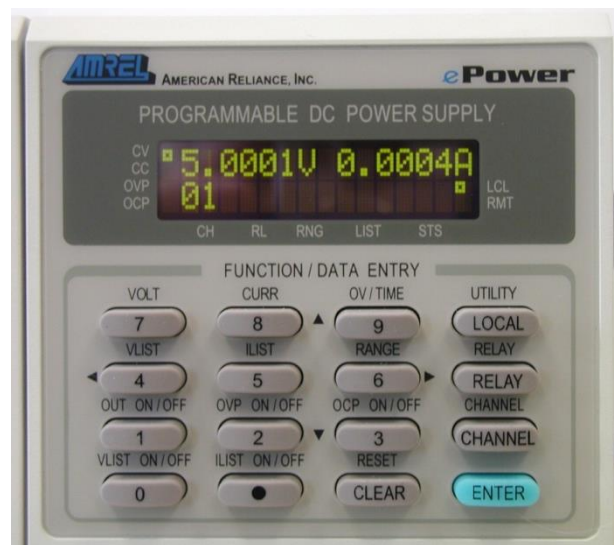 AMREL AMERICAN RELIANCE, INC. ePower
PROGRAMMABLE DC POWER SUPPLY
CV
CC
OVP
OCP
5.0001V 0.0004A
01
LCL
RMT
CH RL RNG LIST STS
FUNCTION / DATA ENTRY
VOLT CURR OV / TIME UTILITY
7 8 9 LOCAL
VLIST ILIST RANGE RELAY
4 5 6 RELAY
OUT ON / OFF OVP ON / OFF OCP ON / OFF CHANNEL
1 2 3 CHANNEL
VLIST ON / OFF ILIST ON / OFF RESET
0 • CLEAR ENTER